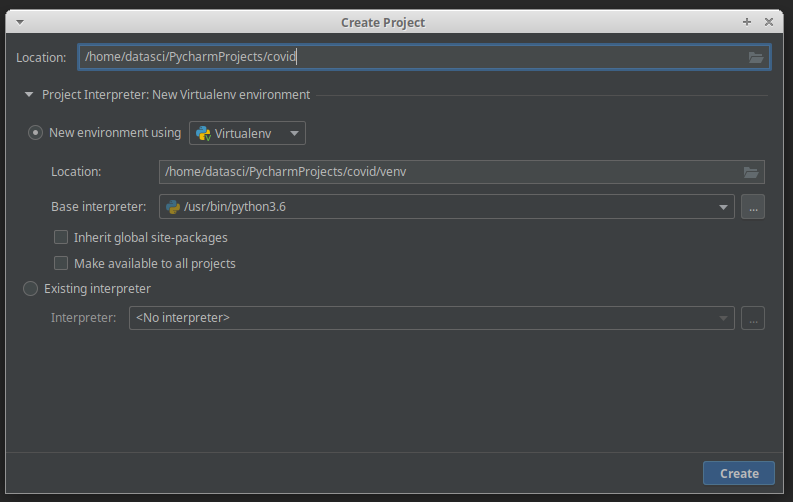 Create Project
Location: /home/datasci/PycharmProjects/covid
Project Interpreter: New Virtualenv environment
New environment using Virtualenv
Location: /home/datasci/PycharmProjects/covid/venv
Base interpreter: /usr/bin/python3.6 ...
Inherit global site-packages
Make available to all projects
Existing interpreter
Interpreter: <No interpreter> ...
Create